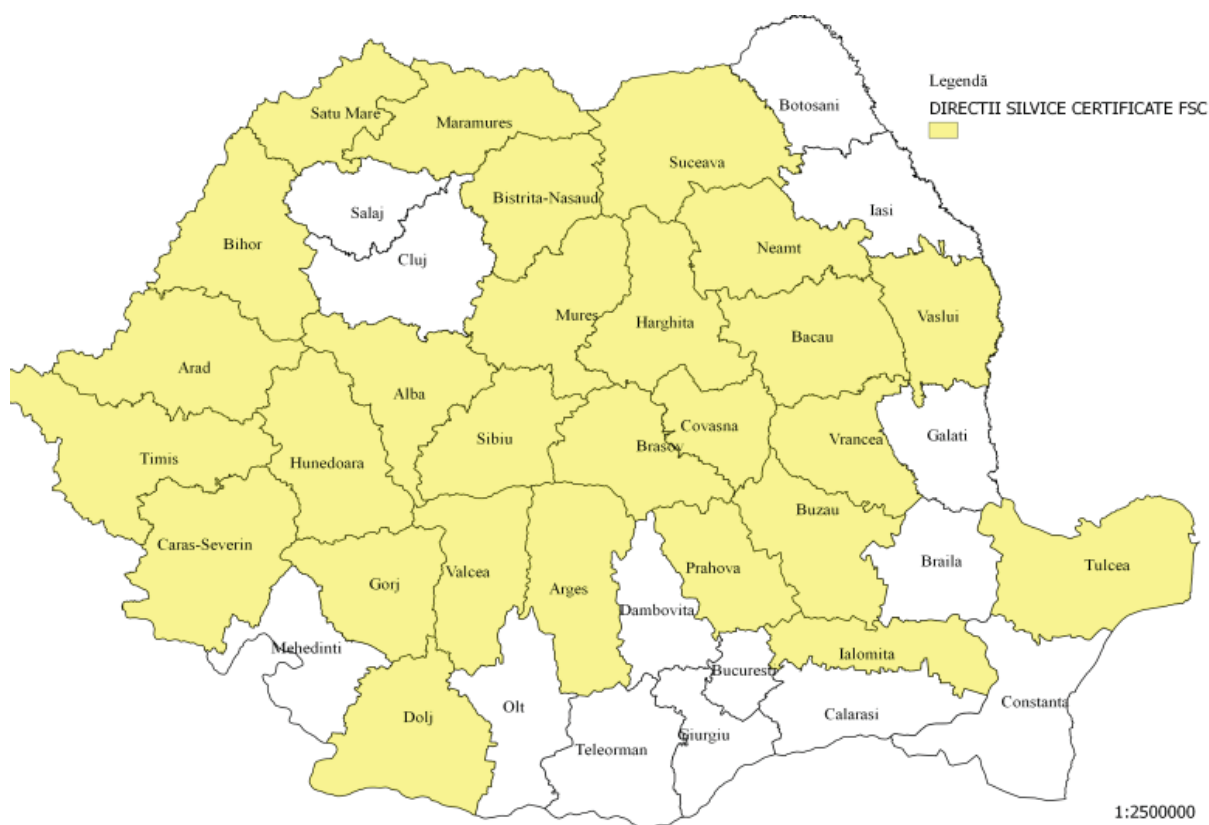 Legendă
DIRECTII SILVICE CERTIFICATE FSC
Botosani
Satu Mare
Maramures
Suceava
Bistrita-Nasaud
Salaj
Iasi
Bihor
Cluj
Neamt
Mures
Harghita
Bacau
Vaslui
Arad
Alba
Covasna
Sibiu
Brasov
Vrancea
Galati
Timis
Hunedoara
Buzau
Caras-Severin
Gorj
Valcea
Arges
Prahova
Braila
Tulcea
Dambovita
Mehedinti
Ialomita
Bucuresti
Constanta
Dolj
Olt
Calarasi
Teleorman
Giurgiu
1:2500000